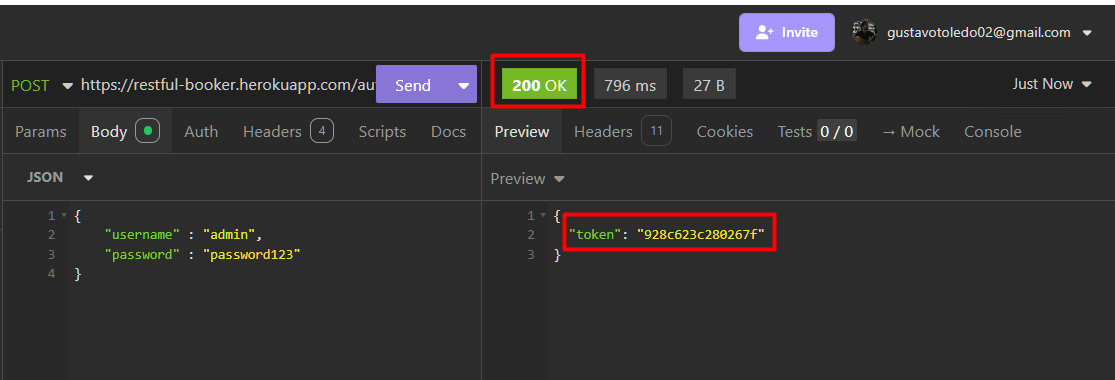 Invite gustavotoledo02@gmail.com
POST https://restful-booker.herokuapp.com/au Send 200 OK 796 ms 27 B Just Now
Params Body Auth Headers 4 Scripts Docs Preview Headers 11 Cookies Tests 0 / 0 → Mock Console
JSON Preview
1 {
2 "username" : "admin",
3 "password" : "password123"
4 }
1 {
2 "token": "928c623c280267f"
3 }